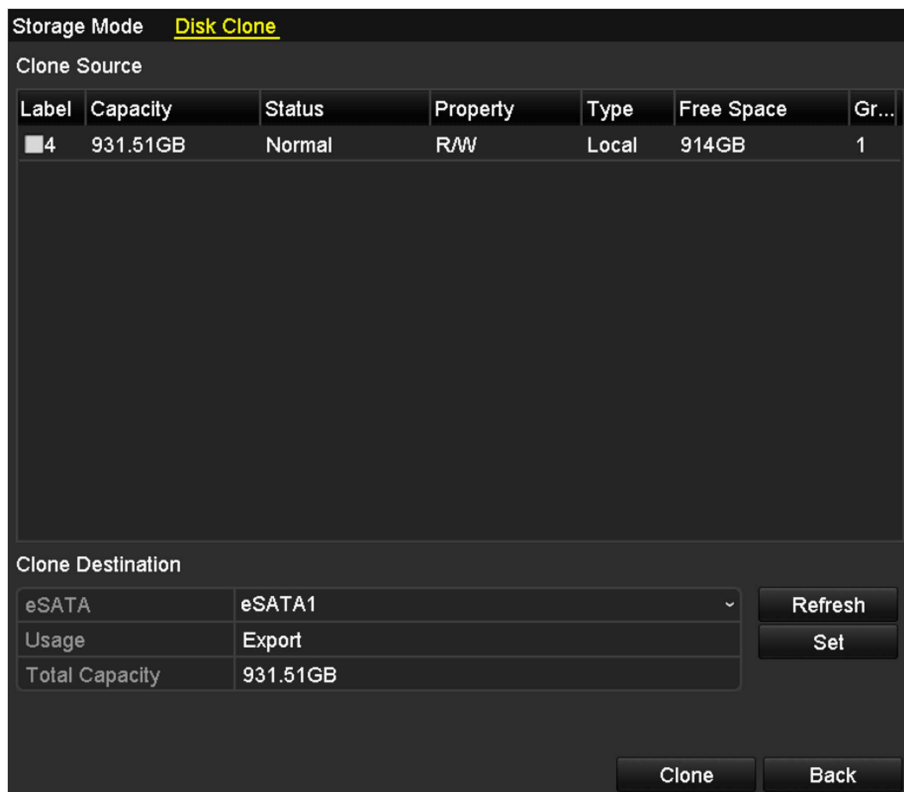 Storage Mode Disk Clone
Clone Source
Label Capacity Status Property Type Free Space Gr...
4 931.51GB Normal R/W Local 914GB 1
Clone Destination
eSATA eSATA1 Refresh
Usage Export Set
Total Capacity 931.51GB
Clone Back